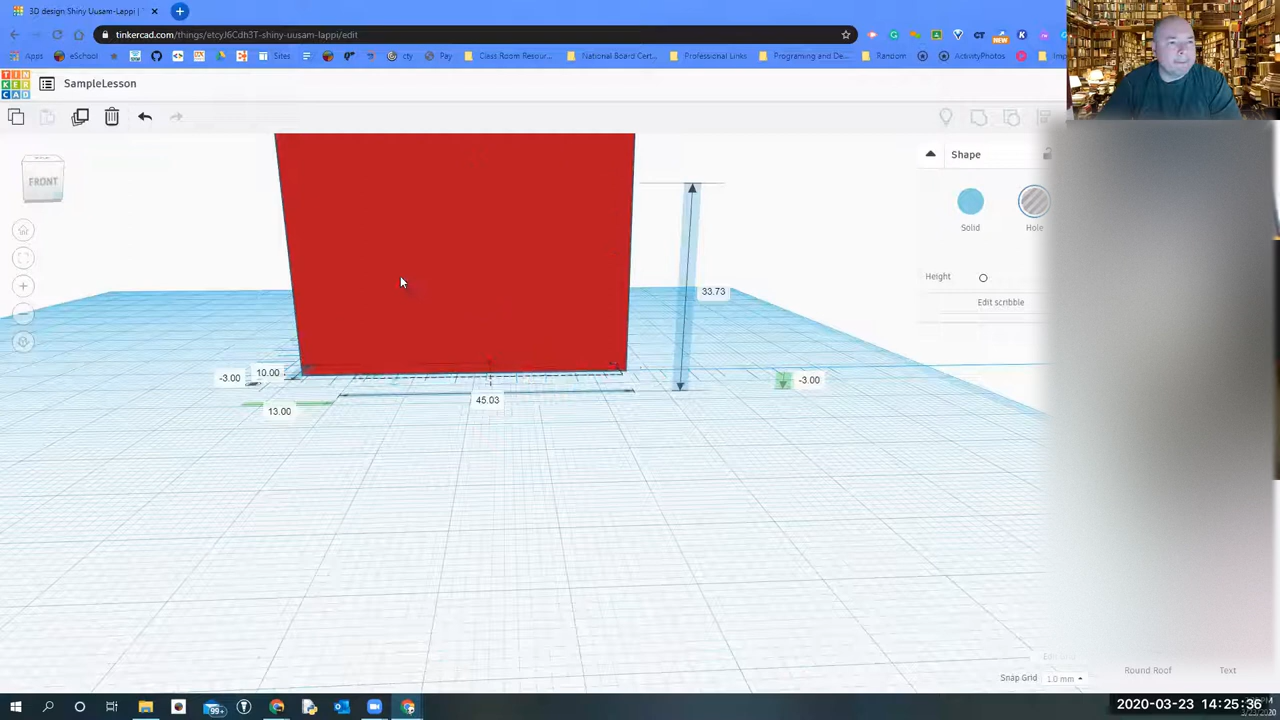 3D design Shiny Uusam-Lappi |
tinkercad.com/things/etcyJ6Cdh3T-shiny-uusam-lappi/edit
Apps eSchool Sites cty Pay Class Room Resour... National Board Cert... Professional Links Programing and De... Random ActivityPhotos
TIN KER CAD SampleLesson
FRONT
Shape
Solid Hole
Height
Edit scribble
33.73
-3.00
10.00
-3.00
13.00
45.03
Snap Grid 1.0 mm
Round Roof Text
99+
2020-03-23 14:25:36